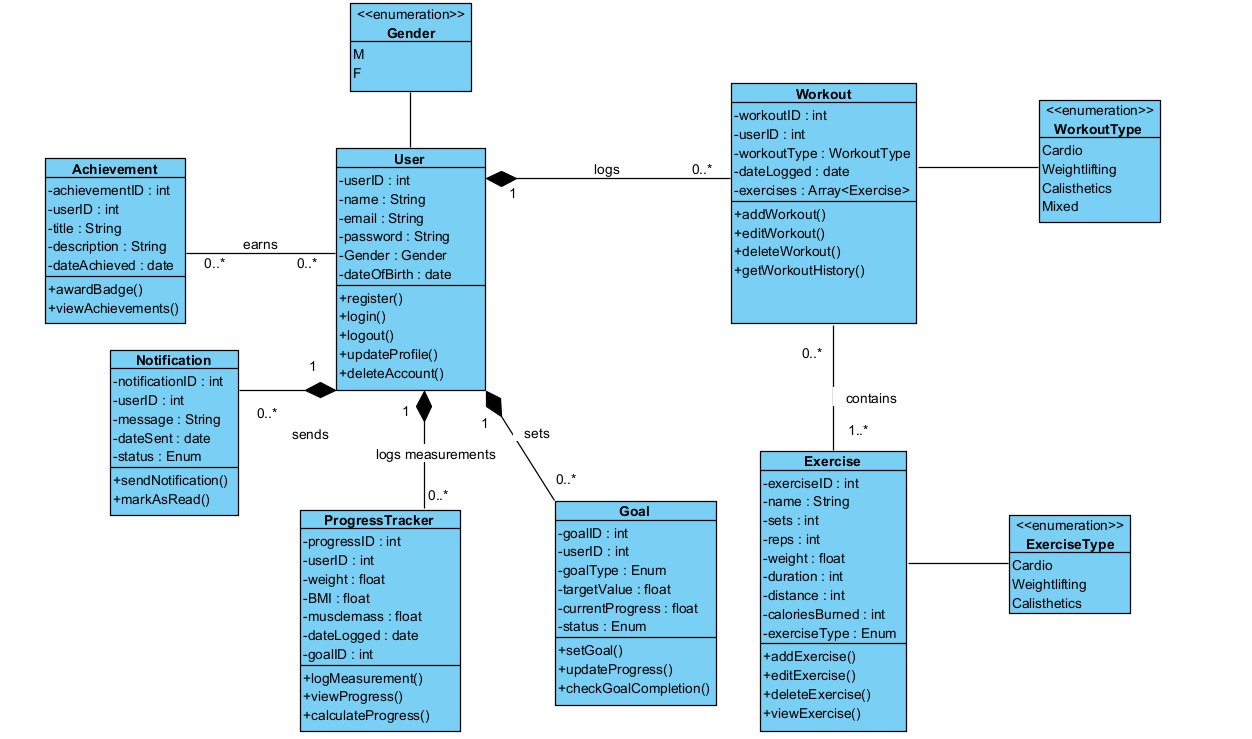 <<enumeration>>
Gender
M
F
Workout
-workoutID : int
-userID : int
-workoutType : WorkoutType
-dateLogged : date
-exercises : Array<Exercise>
+addWorkout()
+editWorkout()
+deleteWorkout()
+getWorkoutHistory()
<<enumeration>>
WorkoutType
Cardio
Weightlifting
Calisthetics
Mixed
Achievement
-achievementID : int
-userID : int
-title : String
-description : String
-dateAchieved : date
+awardBadge()
+viewAchievements()
earns
0..*
0..*
User
-userID : int
-name : String
-email : String
-password : String
-Gender : Gender
-dateOfBirth : date
+register()
+login()
+logout()
+updateProfile()
+deleteAccount()
logs
1
0..*
Notification
-notificationID : int
-userID : int
-message : String
-dateSent : date
-status : Enum
+sendNotification()
+markAsRead()
1
0..*
sends
1
logs measurements
0..*
1
sets
0..*
0..*
contains
1..*
ProgressTracker
-progressID : int
-userID : int
-weight : float
-BMI : float
-musclemass : float
-dateLogged : date
-goalID : int
+logMeasurement()
+viewProgress()
+calculateProgress()
Goal
-goalID : int
-userID : int
-goalType : Enum
-targetValue : float
-currentProgress : float
-status : Enum
+setGoal()
+updateProgress()
+checkGoalCompletion()
Exercise
-exerciseID : int
-name : String
-sets : int
-reps : int
-weight : float
-duration : int
-distance : int
-caloriesBurned : int
-exerciseType : Enum
+addExercise()
+editExercise()
+deleteExercise()
+viewExercise()
<<enumeration>>
ExerciseType
Cardio
Weightlifting
Calisthetics